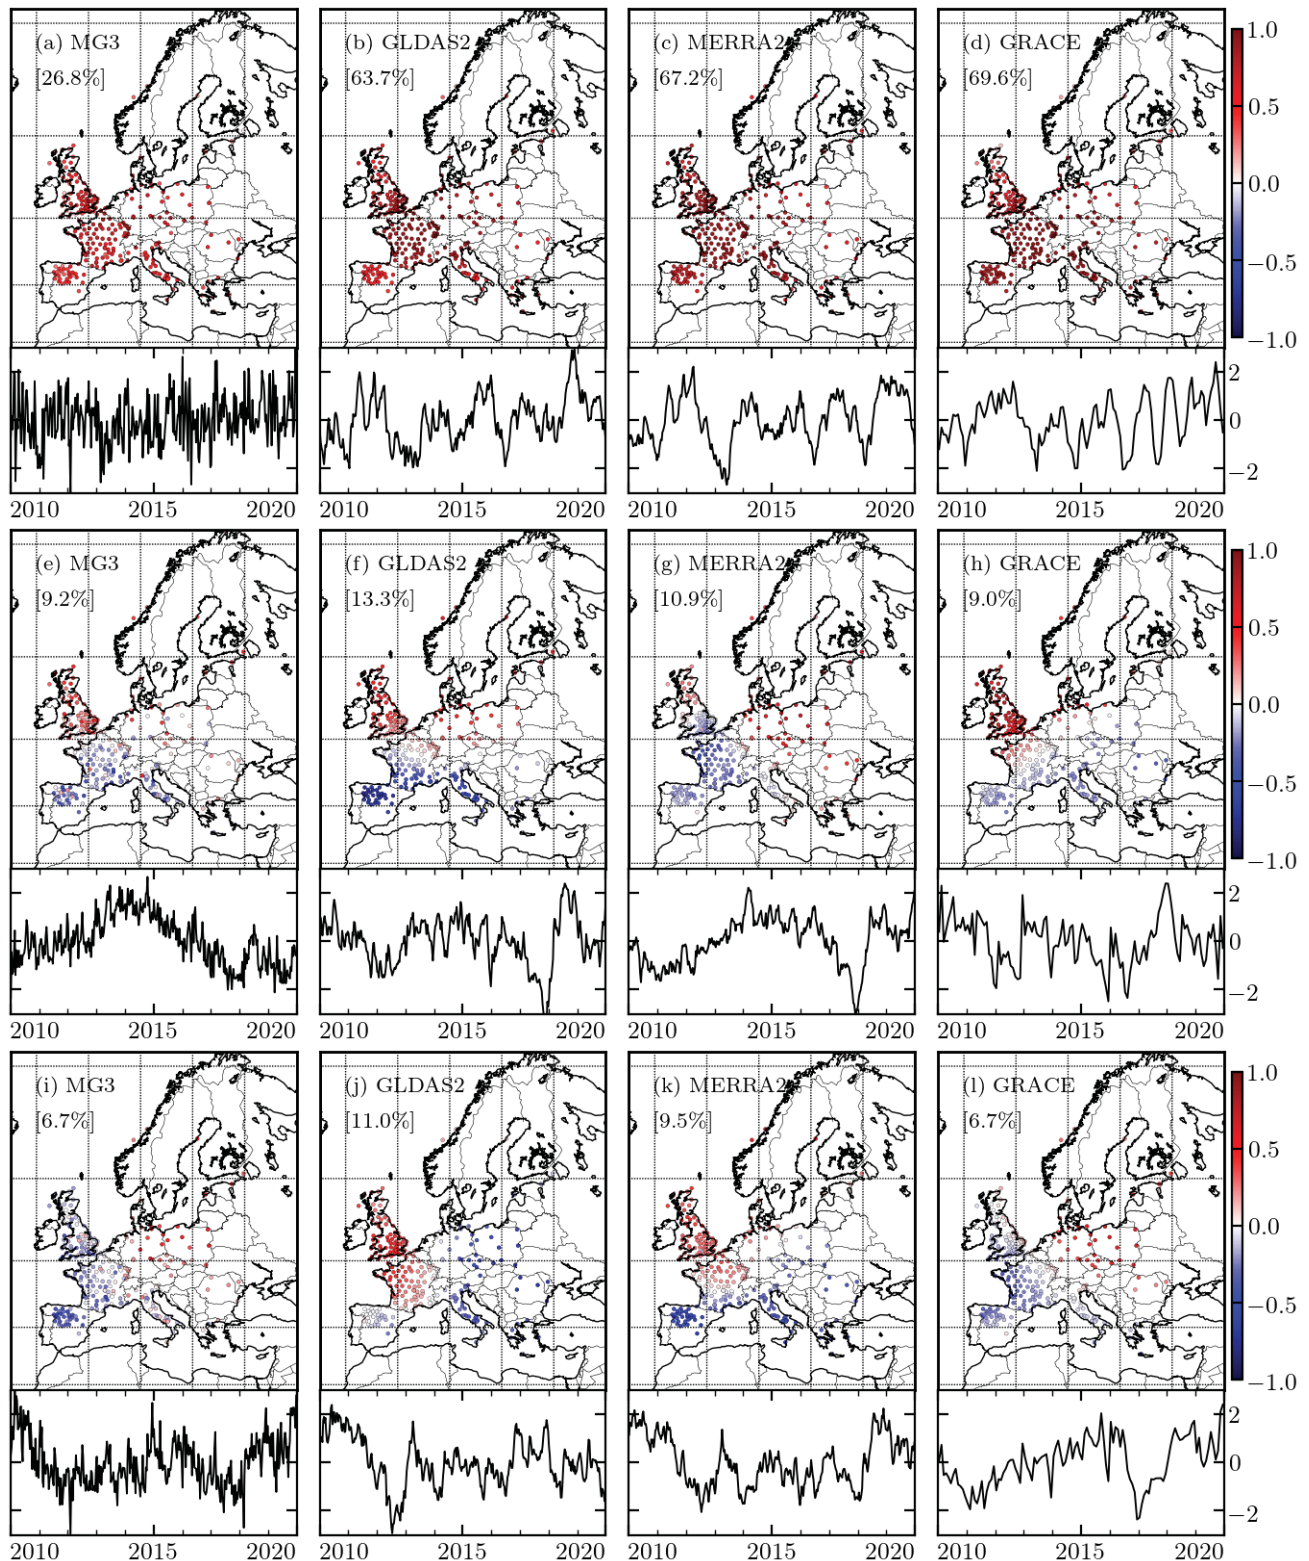 (a) MG3 (b) GLDAS2 (c) MERRA2 (d) GRACE 1.0
[26.8%] [63.7%] [67.2%] [69.6%]
0.5
0.0
−0.5
−1.0
2
0
−2
2010 2015 2020 2010 2015 2020 2010 2015 2020 2010 2015 2020
(e) MG3 (f) GLDAS2 (g) MERRA2 (h) GRACE 1.0
[9.2%] [13.3%] [10.9%] [9.0%]
0.5
0.0
−0.5
−1.0
2
0
−2
2010 2015 2020 2010 2015 2020 2010 2015 2020 2010 2015 2020
(i) MG3 (j) GLDAS2 (k) MERRA2 (l) GRACE 1.0
[6.7%] [11.0%] [9.5%] [6.7%]
0.5
0.0
−0.5
−1.0
2
0
−2
2010 2015 2020 2010 2015 2020 2010 2015 2020 2010 2015 2020